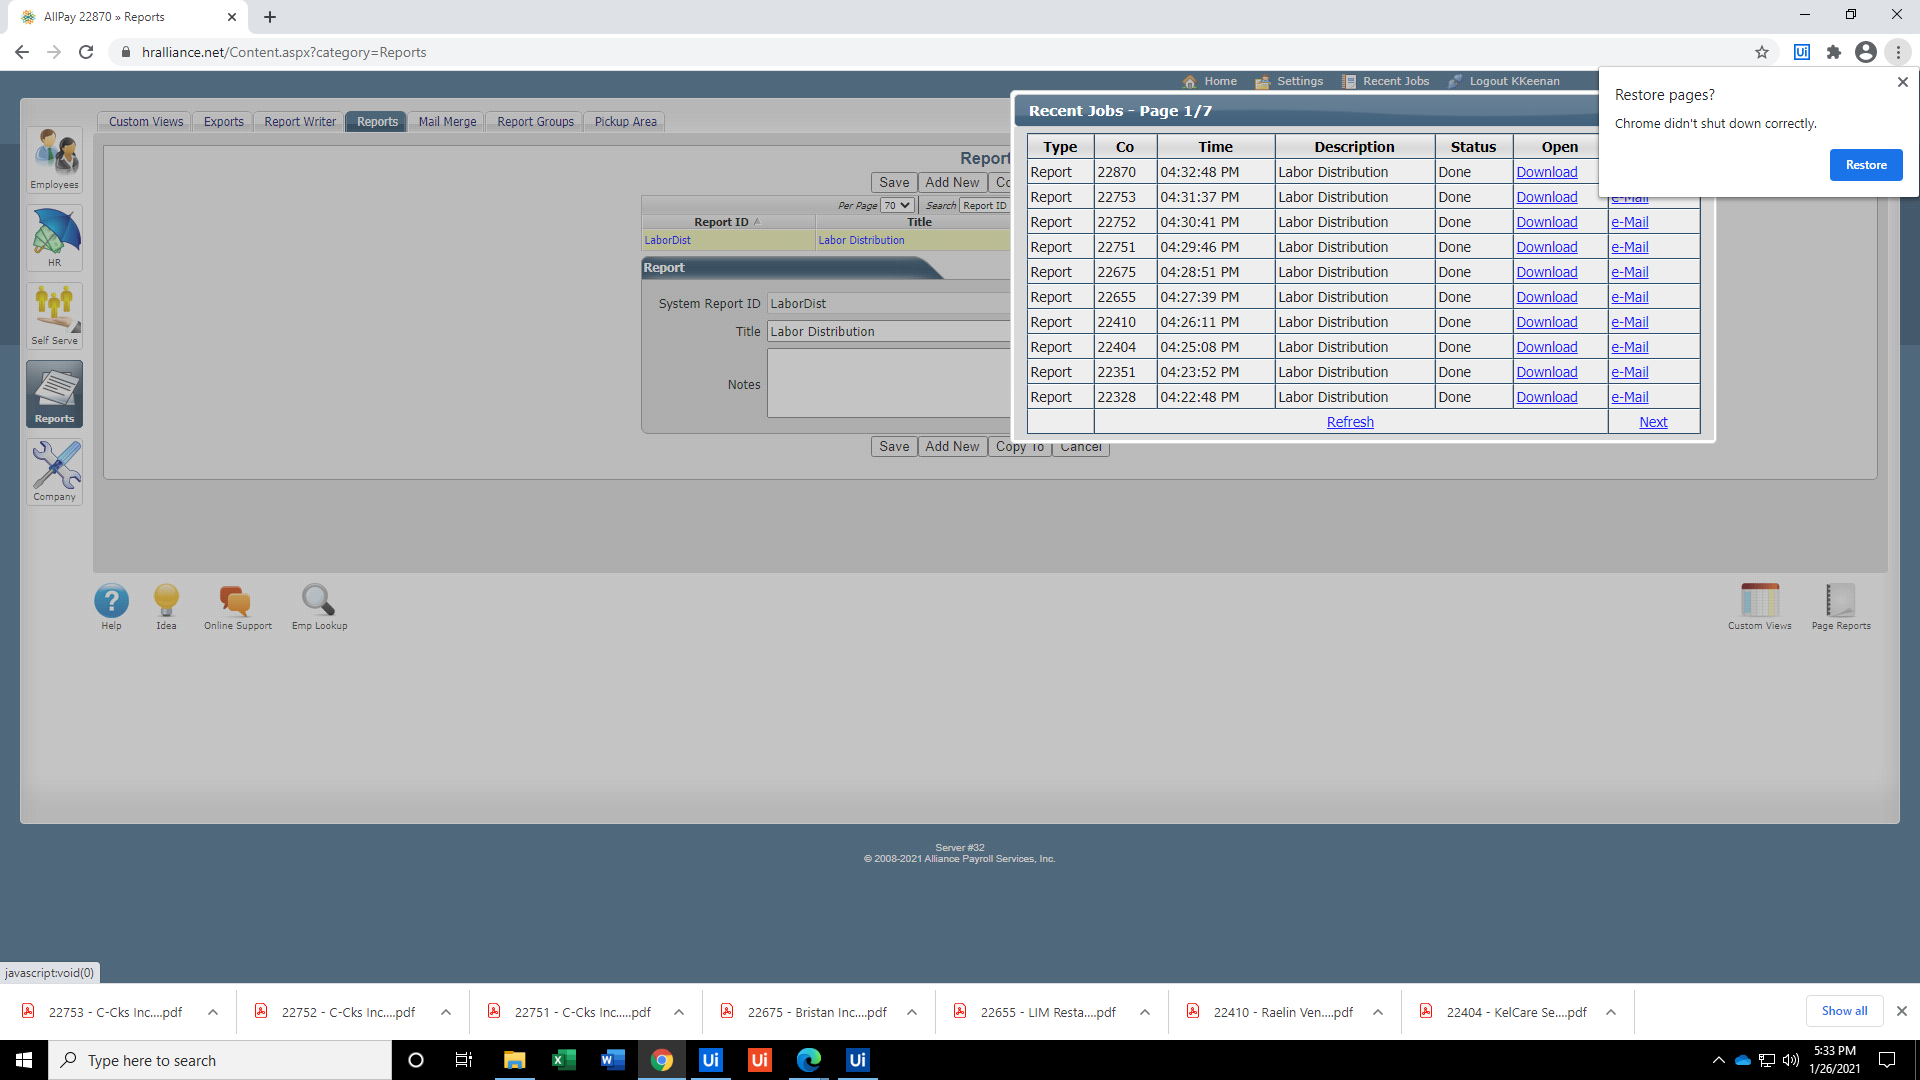 AllPay 22870 » Reports
hralliance.net/Content.aspx?category=Reports
Home Settings Recent Jobs Logout KKeenan
Restore pages?
Chrome didn't shut down correctly.
Restore
Custom Views Exports Report Writer Reports Mail Merge Report Groups Pickup Area
Employees
HR
Self Serve
Reports
Company
Report
Save Add New Co
Per Page 70 Search Report ID
Report ID Title
LaborDist Labor Distribution
Report
System Report ID LaborDist
Title Labor Distribution
Notes
Save Add New Copy To Cancel
Recent Jobs - Page 1/7
Type Co Time Description Status Open
Report 22870 04:32:48 PM Labor Distribution Done Download
Report 22753 04:31:37 PM Labor Distribution Done Download e-Mail
Report 22752 04:30:41 PM Labor Distribution Done Download e-Mail
Report 22751 04:29:46 PM Labor Distribution Done Download e-Mail
Report 22675 04:28:51 PM Labor Distribution Done Download e-Mail
Report 22655 04:27:39 PM Labor Distribution Done Download e-Mail
Report 22410 04:26:11 PM Labor Distribution Done Download e-Mail
Report 22404 04:25:08 PM Labor Distribution Done Download e-Mail
Report 22351 04:23:52 PM Labor Distribution Done Download e-Mail
Report 22328 04:22:48 PM Labor Distribution Done Download e-Mail
Refresh Next
Help Idea Online Support Emp Lookup
Custom Views Page Reports
Server #32
© 2008-2021 Alliance Payroll Services, Inc.
javascript:void(0)
22753 - C-Cks Inc....pdf
22752 - C-Cks Inc....pdf
22751 - C-Cks Inc.....pdf
22675 - Bristan Inc....pdf
22655 - LIM Resta....pdf
22410 - Raelin Ven....pdf
22404 - KelCare Se....pdf
Show all
Type here to search
Ui
Ui
Ui
5:33 PM
1/26/2021